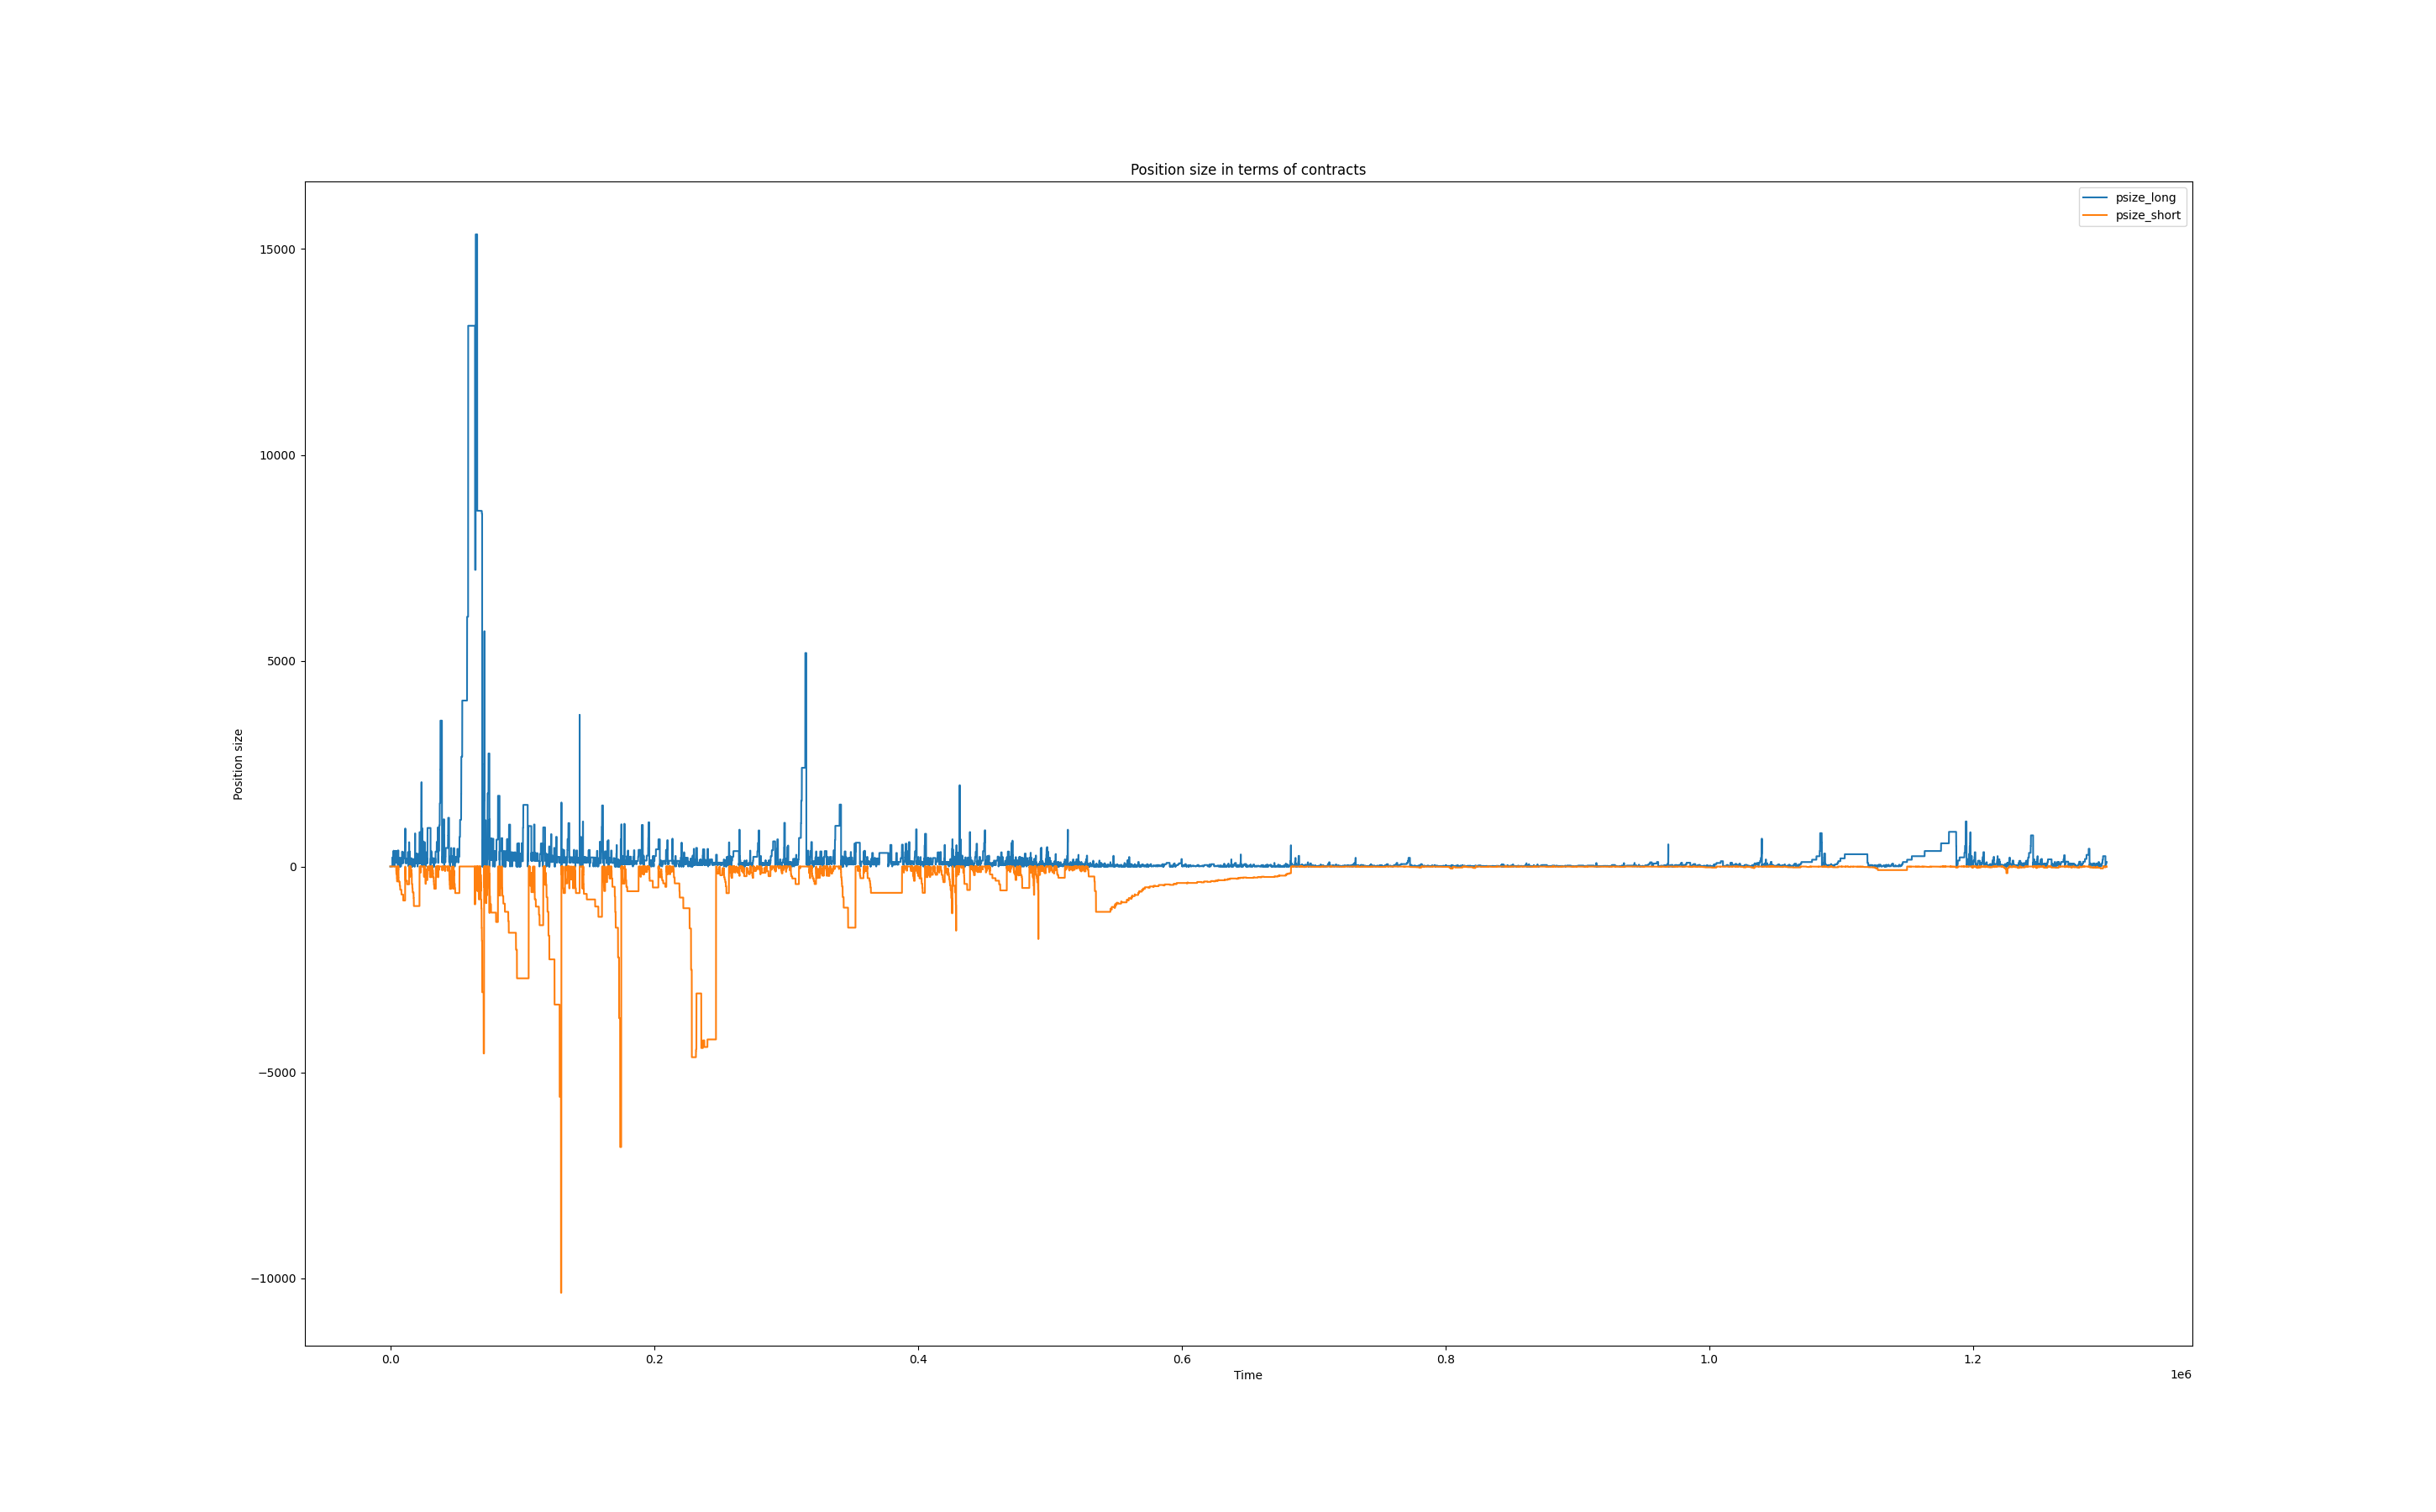 Position size in terms of contracts
psize_long
psize_short
15000
10000
5000
0
−5000
−10000
Position size
0.0
0.2
0.4
0.6
0.8
1.0
1.2
Time
1e6